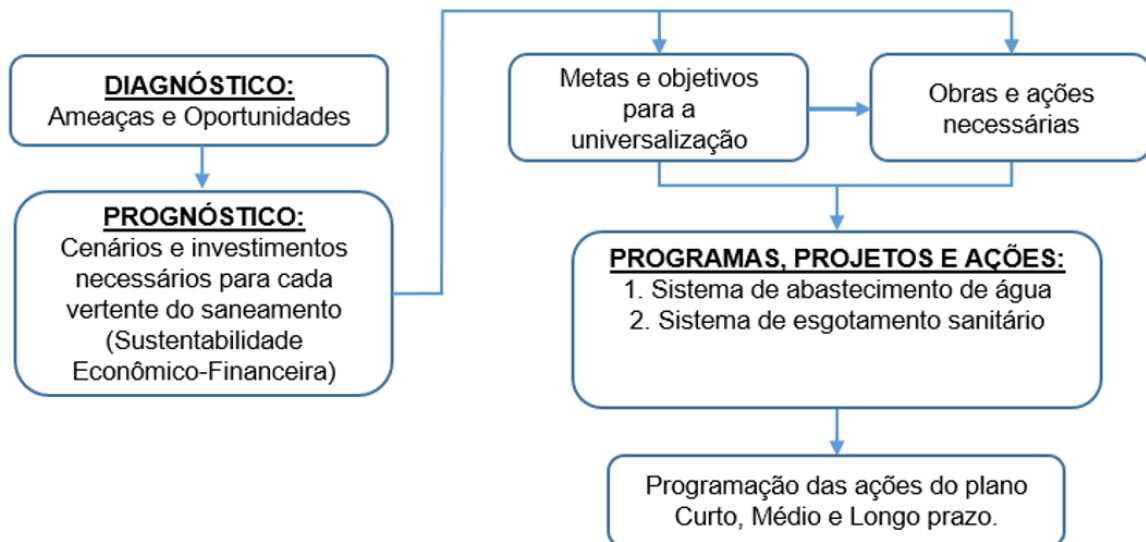 DIAGNÓSTICO:
Ameaças e Oportunidades
PROGNÓSTICO:
Cenários e investimentos
necessários para cada
vertente do saneamento
(Sustentabilidade
Econômico-Financeira)
Metas e objetivos
para a
universalização
Obras e ações
necessárias
PROGRAMAS, PROJETOS E AÇÕES:
1. Sistema de abastecimento de água
2. Sistema de esgotamento sanitário
Programação das ações do plano
Curto, Médio e Longo prazo.